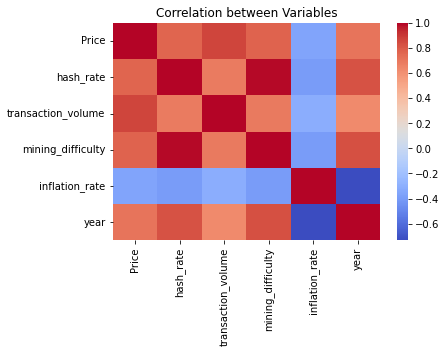 Correlation between Variables
Price
hash_rate
transaction_volume
mining_difficulty
inflation_rate
year
Price
hash_rate
transaction_volume
mining_difficulty
inflation_rate
year
1.0
0.8
0.6
0.4
0.2
0.0
−0.2
−0.4
−0.6